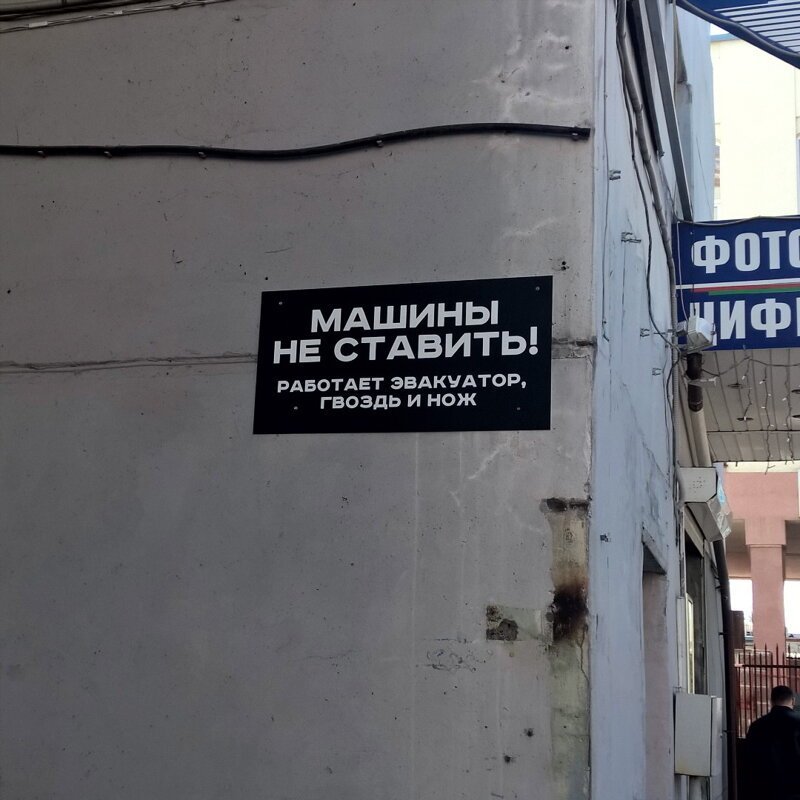 МАШИНЫ
НЕ СТАВИТЬ!
РАБОТАЕТ ЭВАКУАТОР,
ГВОЗДЬ И НОЖ
ФОТО